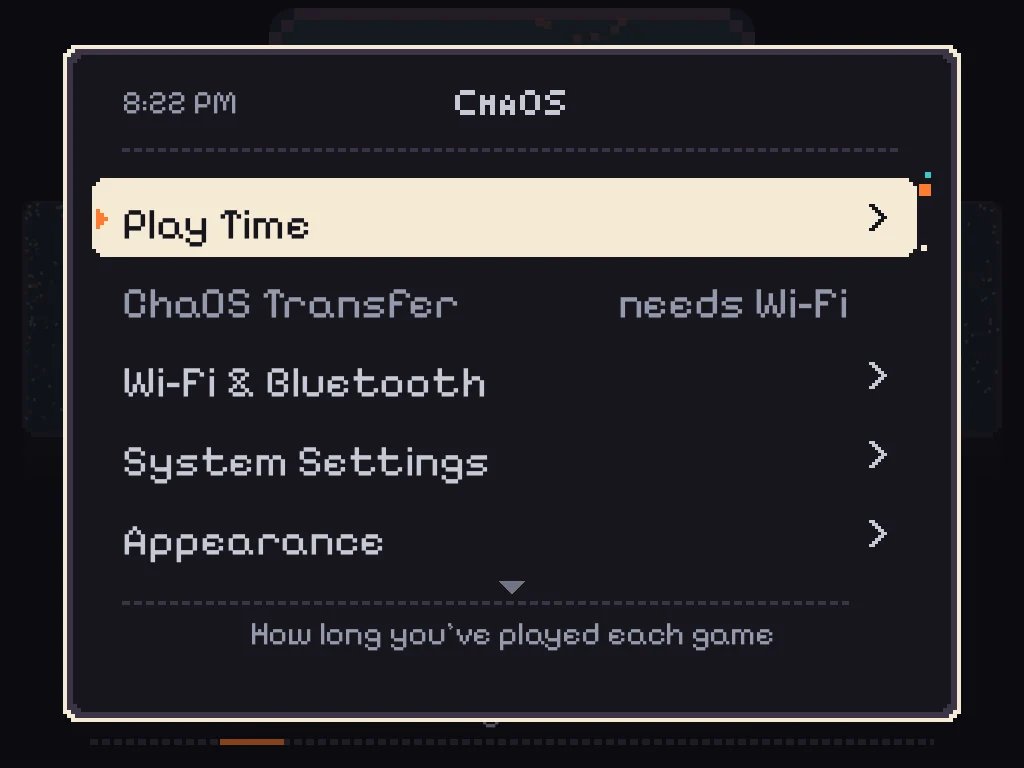 8:22 PM
ChaOS
Play Time
ChaOS Transfer needs Wi-Fi
Wi-Fi & Bluetooth
System Settings
Appearance
How long you've played each game